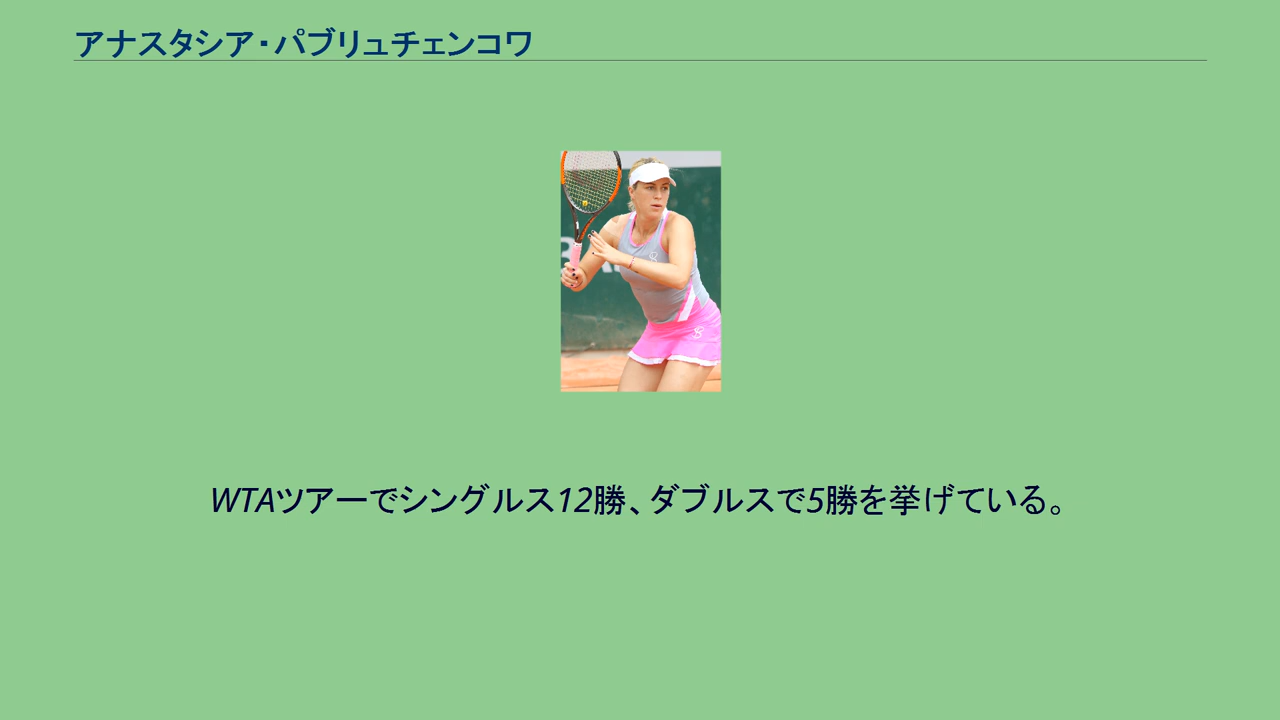 アナスタシア・パブリュチェンコワ
WTAツアーでシングルス12勝、ダブルスで5勝を挙げている。